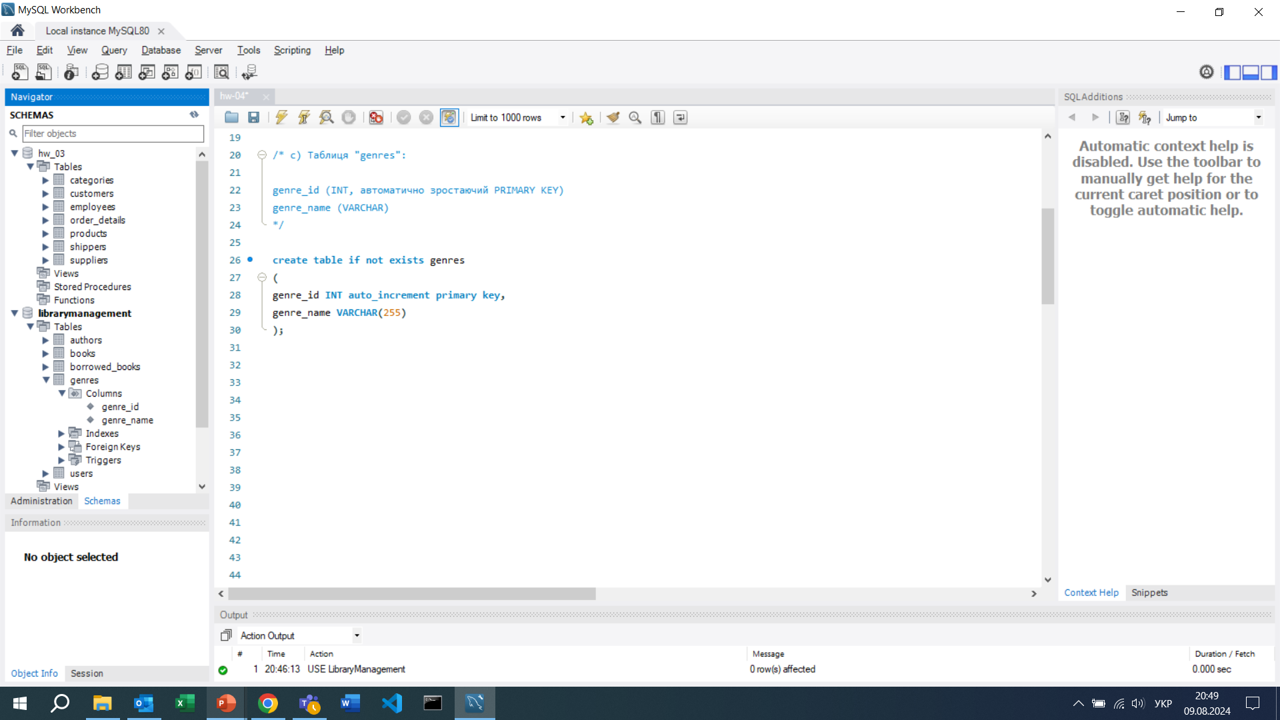 MySQL Workbench
Local instance MySQL80
File Edit View Query Database Server Tools Scripting Help
Navigator
SCHEMAS
Filter objects
hw_03
Tables
categories
customers
employees
order_details
products
shippers
suppliers
Views
Stored Procedures
Functions
librarymanagement
Tables
authors
books
borrowed_books
genres
Columns
genre_id
genre_name
Indexes
Foreign Keys
Triggers
users
Views
Administration Schemas
Information
No object selected
Object Info Session
hw-04*
Limit to 1000 rows
19
20 /* c) Таблиця "genres":
21
22 genre_id (INT, автоматично зростаючий PRIMARY KEY)
23 genre_name (VARCHAR)
24 */
25
26 create table if not exists genres
27 (
28 genre_id INT auto_increment primary key,
29 genre_name VARCHAR(255)
30 );
31
32
33
34
35
36
37
38
39
40
41
42
43
44
Output
Action Output
# Time Action Message Duration / Fetch
1 20:46:13 USE LibraryManagement 0 row(s) affected 0.000 sec
SQLAdditions
Jump to
Automatic context help is
disabled. Use the toolbar to
manually get help for the
current caret position or to
toggle automatic help.
Context Help Snippets
УКР
20:49
09.08.2024